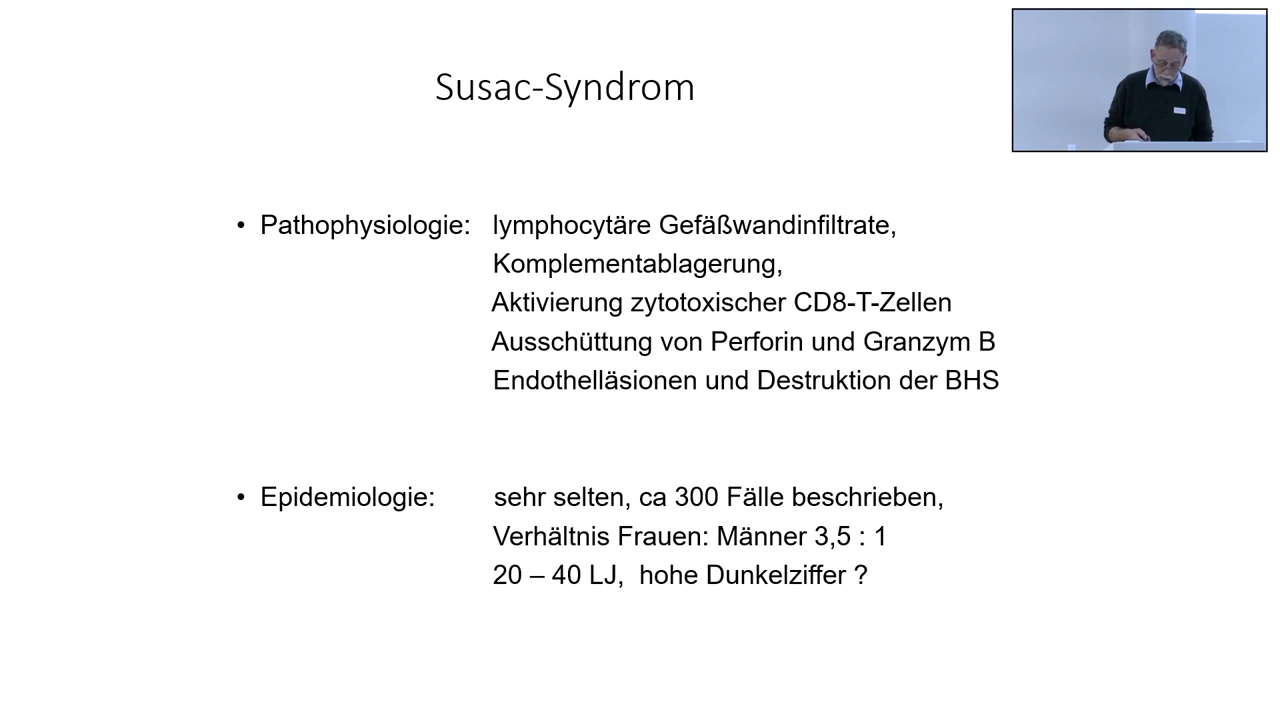 Susac-Syndrom
• Pathophysiologie: lymphocytäre Gefäßwandinfiltrate,
Komplementablagerung,
Aktivierung zytotoxischer CD8-T-Zellen
Ausschüttung von Perforin und Granzym B
Endothelläsionen und Destruktion der BHS
• Epidemiologie: sehr selten, ca 300 Fälle beschrieben,
Verhältnis Frauen: Männer 3,5 : 1
20 – 40 LJ, hohe Dunkelziffer ?